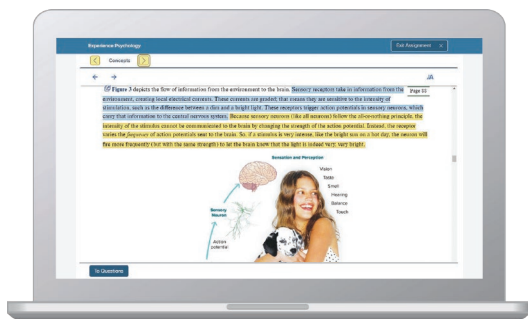 Experience Psychology
Exit Assignment X
< Concepts >
← →
AA
Figure 3 depicts the flow of information from the environment to the brain. Sensory receptors take in information from the
Page 83
environment, creating local electrical currents. These currents are graded; that means they are sensitive to the intensity of
stimulation, such as the difference between a dim and a bright light. These receptors trigger action potentials in sensory neurons, which
carry that information to the central nervous system. Because sensory neurons (like all neurons) follow the all-or-nothing principle, the
intensity of the stimulus cannot be communicated to the brain by changing the strength of the action potential. Instead, the receptor
varies the frequency of action potentials sent to the brain. So, if a stimulus is very intense, like the bright sun on a hot day, the neuron will
fire more frequently (but with the same strength) to let the brain know that the light is indeed very, very bright.
Sensation and Perception
Vision
Taste
Smell
Hearing
Balance
Touch
Sensory
Neuron
Action
potential
To Questions